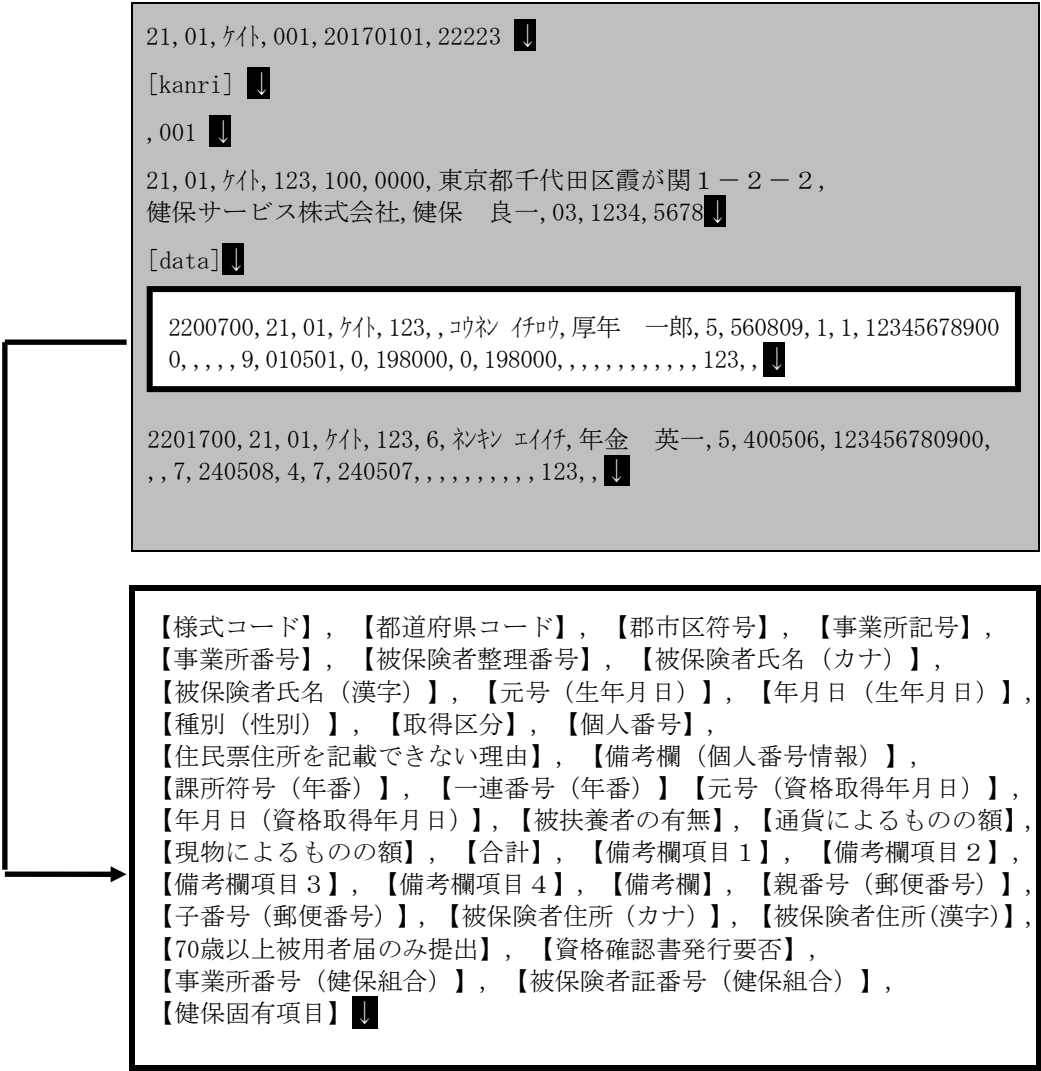 21,01,ｹｲﾄ,001,20170101,22223 ↓
[kanri] ↓
,001 ↓
21,01,ｹｲﾄ,123,100,0000,東京都千代田区霞が関１－２－２,
健保サービス株式会社,健保　良一,03,1234,5678↓
[data]↓
2200700,21,01,ｹｲﾄ,123,,ｺｳﾈﾝ ｲﾁﾛｳ,厚年　一郎,5,560809,1,1,12345678900
0,,,,,9,010501,0,198000,0,198000,,,,,,,,,,,,,123,,↓
2201700,21,01,ｹｲﾄ,123,6,ﾈﾝｷﾝ ｴｲｲﾁ,年金　英一,5,400506,123456780900,
,,7,240508,4,7,240507,,,,,,,,,,,123,,↓
【様式コード】, 【都道府県コード】, 【郡市区符号】, 【事業所記号】,
【事業所番号】, 【被保険者整理番号】, 【被保険者氏名（カナ）】,
【被保険者氏名（漢字）】, 【元号（生年月日）】, 【年月日（生年月日）】,
【種別（性別）】, 【取得区分】, 【個人番号】,
【住民票住所を記載できない理由】, 【備考欄（個人番号情報）】,
【課所符号（年番）】, 【一連番号（年番）】【元号（資格取得年月日）】,
【年月日（資格取得年月日）】,【被扶養者の有無】,【通貨によるものの額】,
【現物によるものの額】, 【合計】, 【備考欄項目１】, 【備考欄項目２】,
【備考欄項目３】, 【備考欄項目４】, 【備考欄】, 【親番号（郵便番号）】,
【子番号（郵便番号）】,【被保険者住所（カナ）】,【被保険者住所(漢字)】,
【70歳以上被用者届のみ提出】, 【資格確認書発行要否】,
【事業所番号（健保組合）】, 【被保険者証番号（健保組合）】,
【健保固有項目】↓